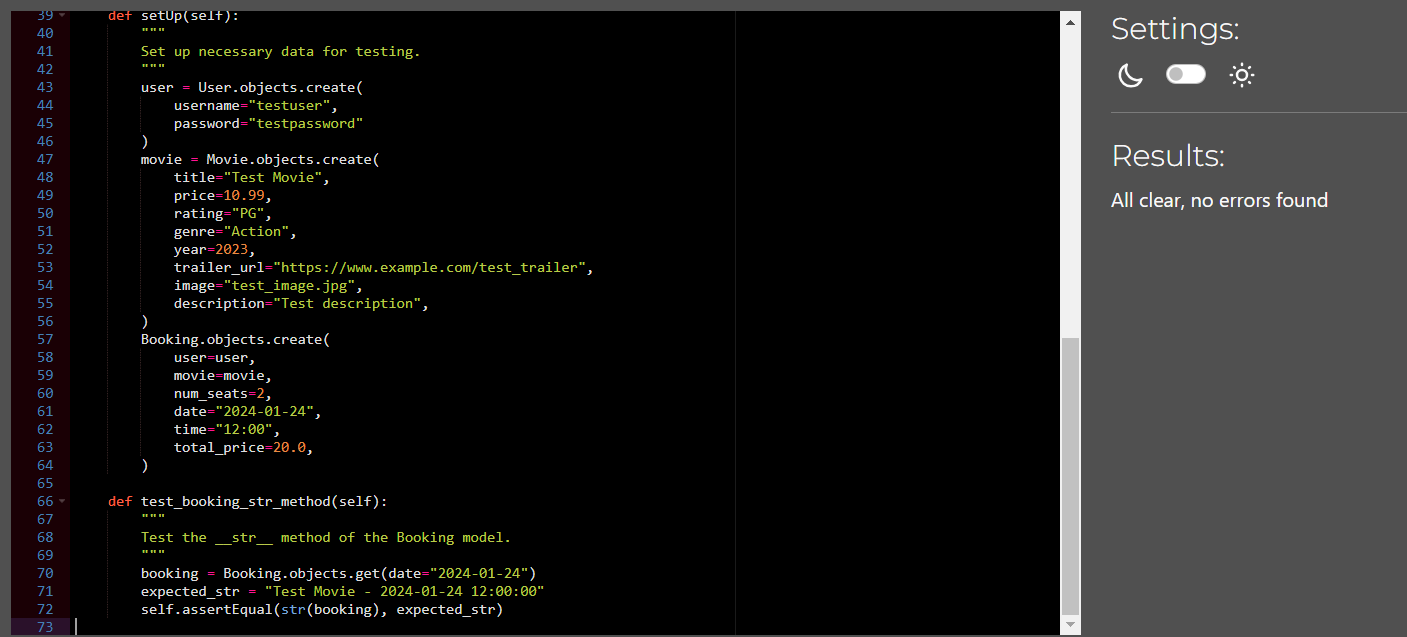 39 def setUp(self):
40 """
41 Set up necessary data for testing.
42 """
43 user = User.objects.create(
44 username="testuser",
45 password="testpassword"
46 )
47 movie = Movie.objects.create(
48 title="Test Movie",
49 price=10.99,
50 rating="PG",
51 genre="Action",
52 year=2023,
53 trailer_url="https://www.example.com/test_trailer",
54 image="test_image.jpg",
55 description="Test description",
56 )
57 Booking.objects.create(
58 user=user,
59 movie=movie,
60 num_seats=2,
61 date="2024-01-24",
62 time="12:00",
63 total_price=20.0,
64 )
65
66 def test_booking_str_method(self):
67 """
68 Test the __str__ method of the Booking model.
69 """
70 booking = Booking.objects.get(date="2024-01-24")
71 expected_str = "Test Movie - 2024-01-24 12:00:00"
72 self.assertEqual(str(booking), expected_str)
73
Settings:
Results:
All clear, no errors found